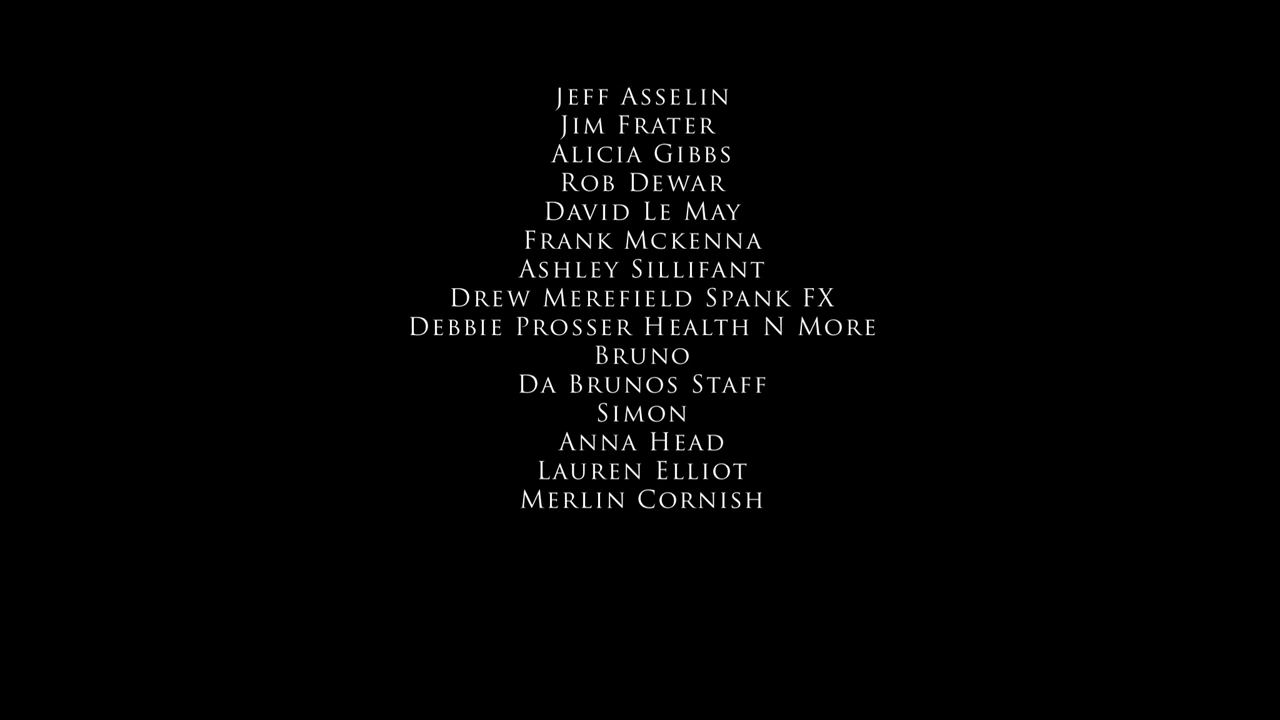 Jeff Asselin
Jim Frater
Alicia Gibbs
Rob Dewar
David Le May
Frank Mckenna
Ashley Sillifant
Drew Merefield Spank FX
Debbie Prosser Health N More
Bruno
Da Brunos Staff
Simon
Anna Head
Lauren Elliot
Merlin Cornish